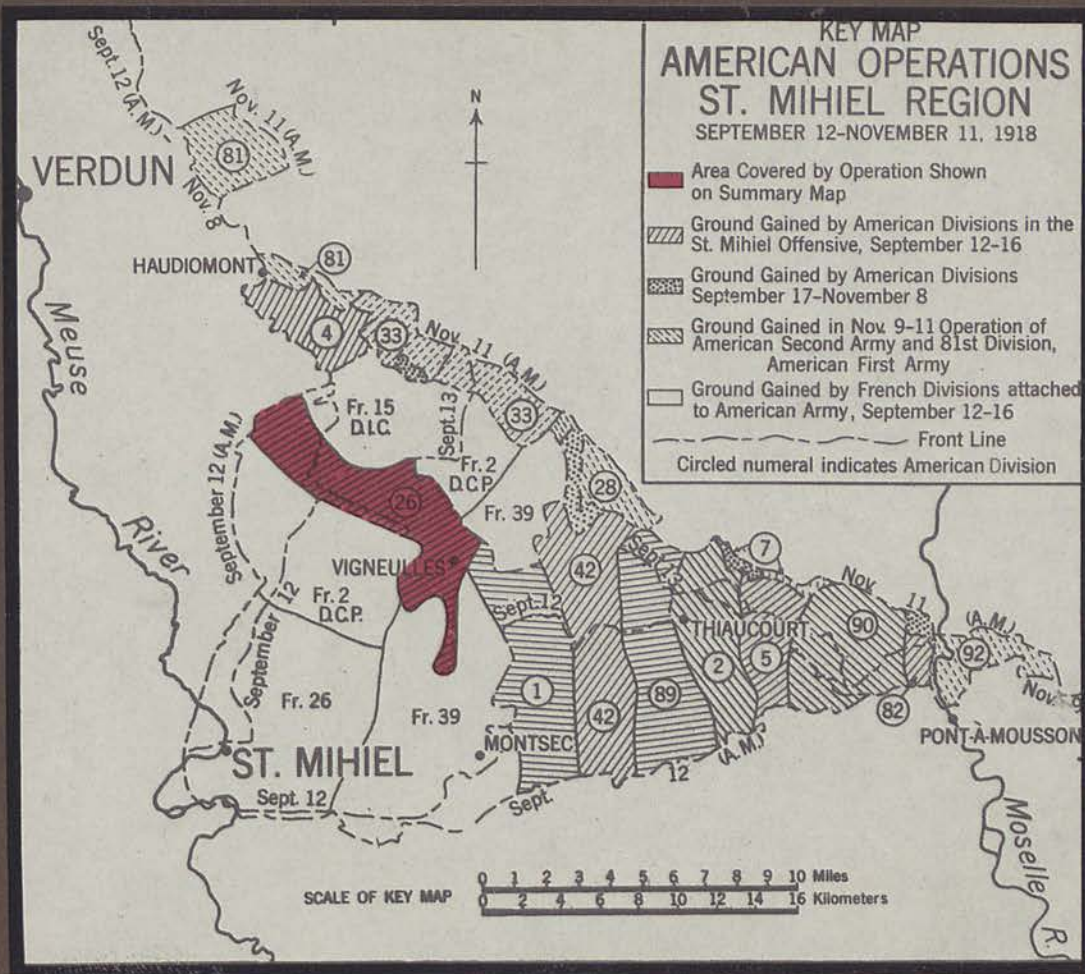 KEY MAP
AMERICAN OPERATIONS
ST. MIHIEL REGION
SEPTEMBER 12–NOVEMBER 11, 1918
Area Covered by Operation Shown
on Summary Map
Ground Gained by American Divisions in the
St. Mihiel Offensive, September 12–16
Ground Gained by American Divisions
September 17–November 8
Ground Gained in Nov. 9–11 Operation of
American Second Army and 81st Division,
American First Army
Ground Gained by French Divisions attached
to American Army, September 12–16
Front Line
Circled numeral indicates American Division
N
Sept. 12 (A.M.)
Nov. 11 (A.M.)
81
VERDUN
Nov. 8
HAUDIOMONT
81
4
33
Nov. 11 (A.M.)
33
Meuse
River
Fr. 15
D.I.C.
Sept. 13
Fr. 2
D.C.P.
September 12 (A.M.)
26
Fr. 39
28
VIGNEULLES
42
Sept. 13
7
Nov. 11 (A.M.)
Fr. 2
D.C.P.
September 12
Sept. 12
THIAUCOURT
90
92
Nov.
Fr. 26
Fr. 39
1
42
89
2
5
82
PONT-À-MOUSSON
ST. MIHIEL
MONTSEC
Sept. 12
Sept. 12 (A.M.)
Moselle
R.
SCALE OF KEY MAP
0 1 2 3 4 5 6 7 8 9 10 Miles
0 2 4 6 8 10 12 14 16 Kilometers